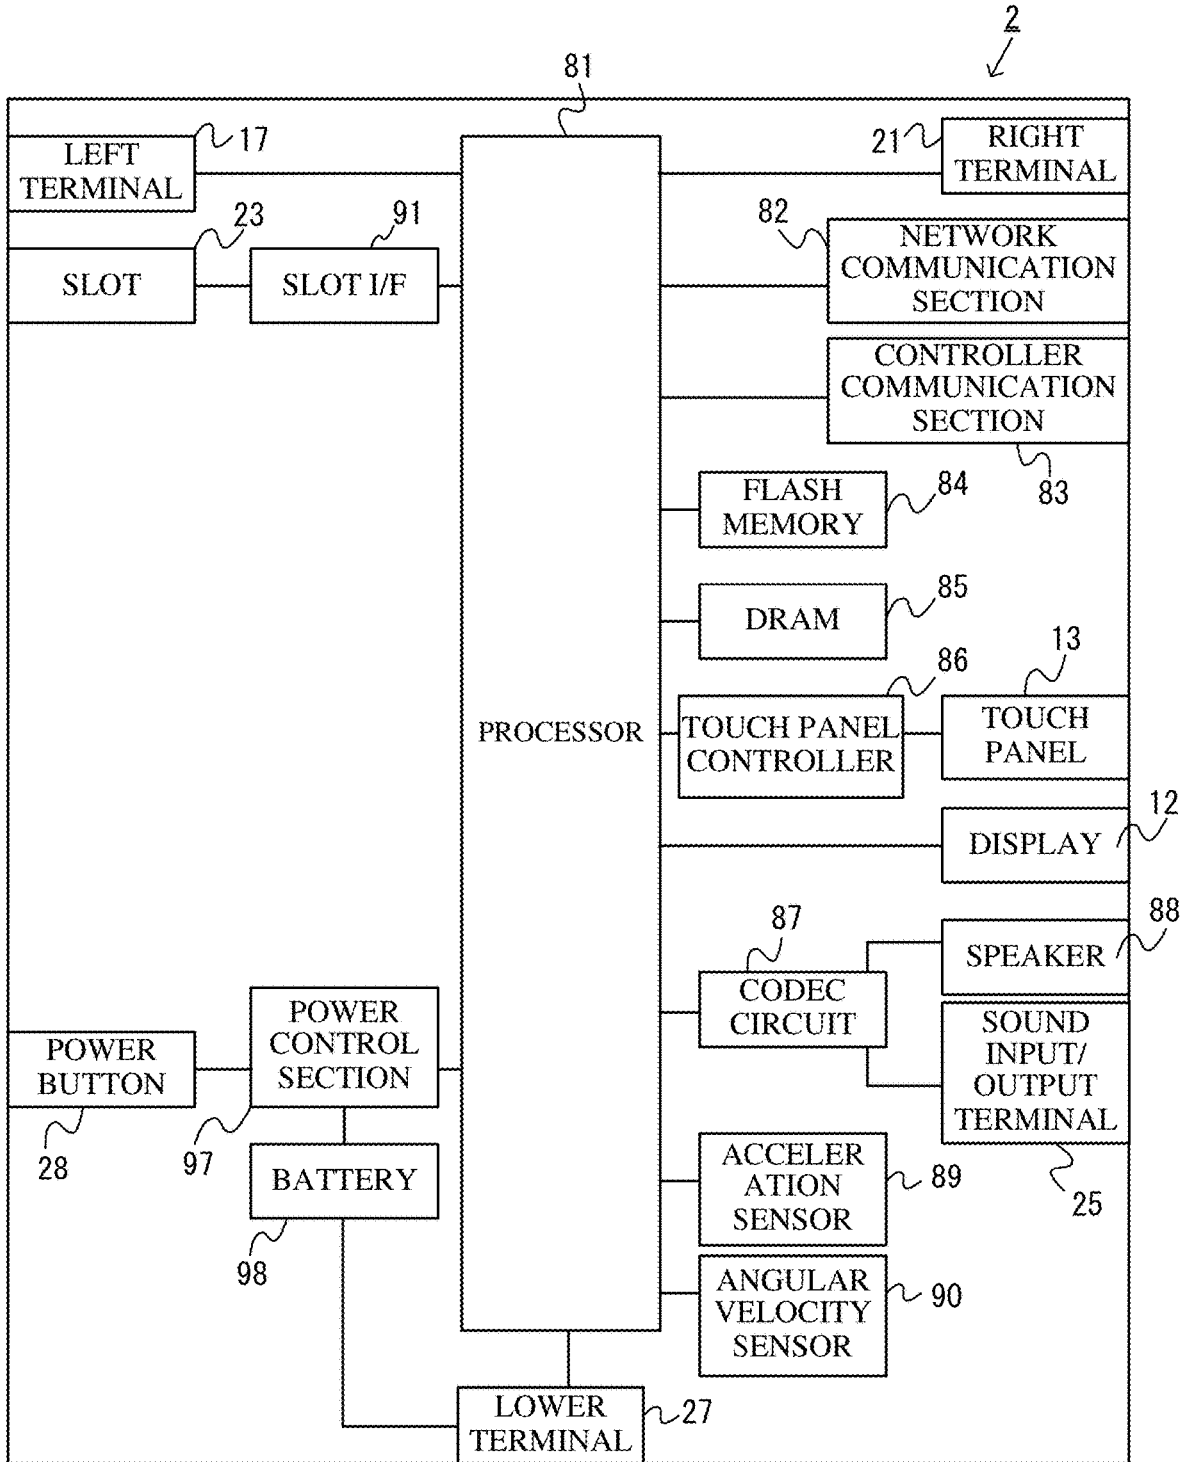 2
81
17
LEFT
TERMINAL
21
RIGHT
TERMINAL
23
SLOT
91
SLOT I/F
82
NETWORK
COMMUNICATION
SECTION
CONTROLLER
COMMUNICATION
SECTION
83
FLASH
MEMORY
84
DRAM
85
PROCESSOR
86
TOUCH PANEL
CONTROLLER
13
TOUCH
PANEL
DISPLAY
12
87
CODEC
CIRCUIT
SPEAKER
88
SOUND
INPUT/
OUTPUT
TERMINAL
25
POWER
BUTTON
28
POWER
CONTROL
SECTION
97
BATTERY
98
ACCELER
ATION
SENSOR
89
ANGULAR
VELOCITY
SENSOR
90
LOWER
TERMINAL
27